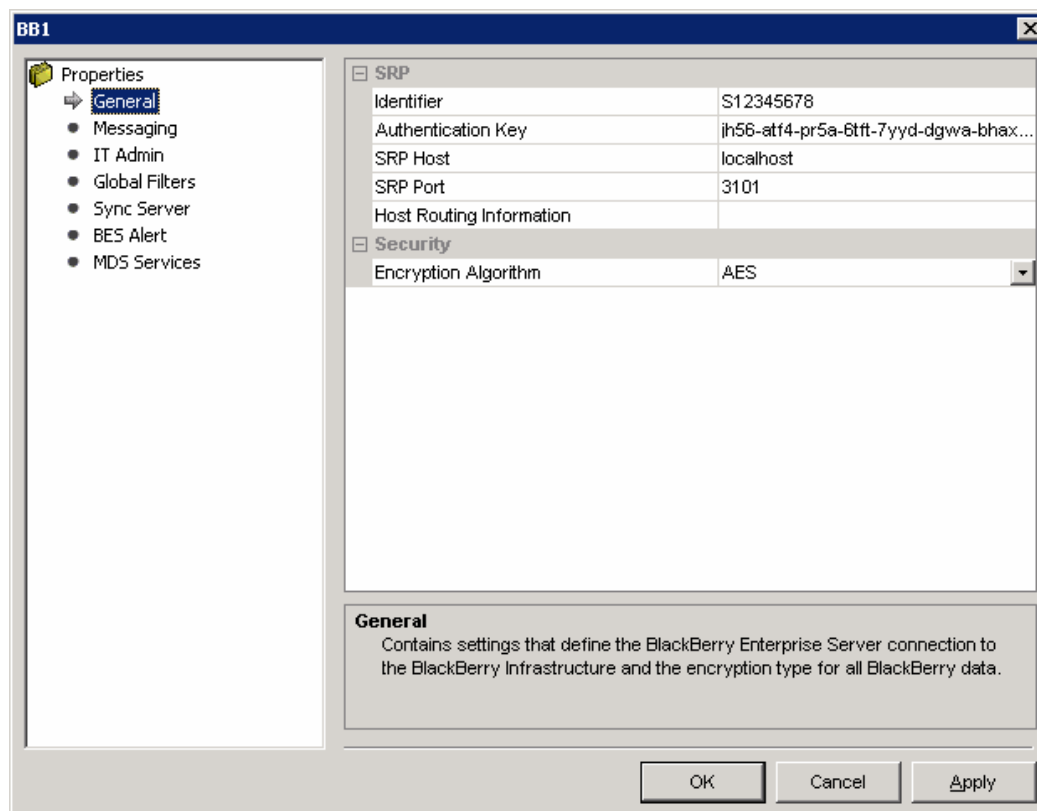 BB1
Properties
General
Messaging
IT Admin
Global Filters
Sync Server
BES Alert
MDS Services
SRP
Identifier S12345678
Authentication Key jh56-atf4-pr5a-6tft-7yyd-dgwa-bhax...
SRP Host localhost
SRP Port 3101
Host Routing Information
Security
Encryption Algorithm AES
General
Contains settings that define the BlackBerry Enterprise Server connection to
the BlackBerry Infrastructure and the encryption type for all BlackBerry data.
OK Cancel Apply